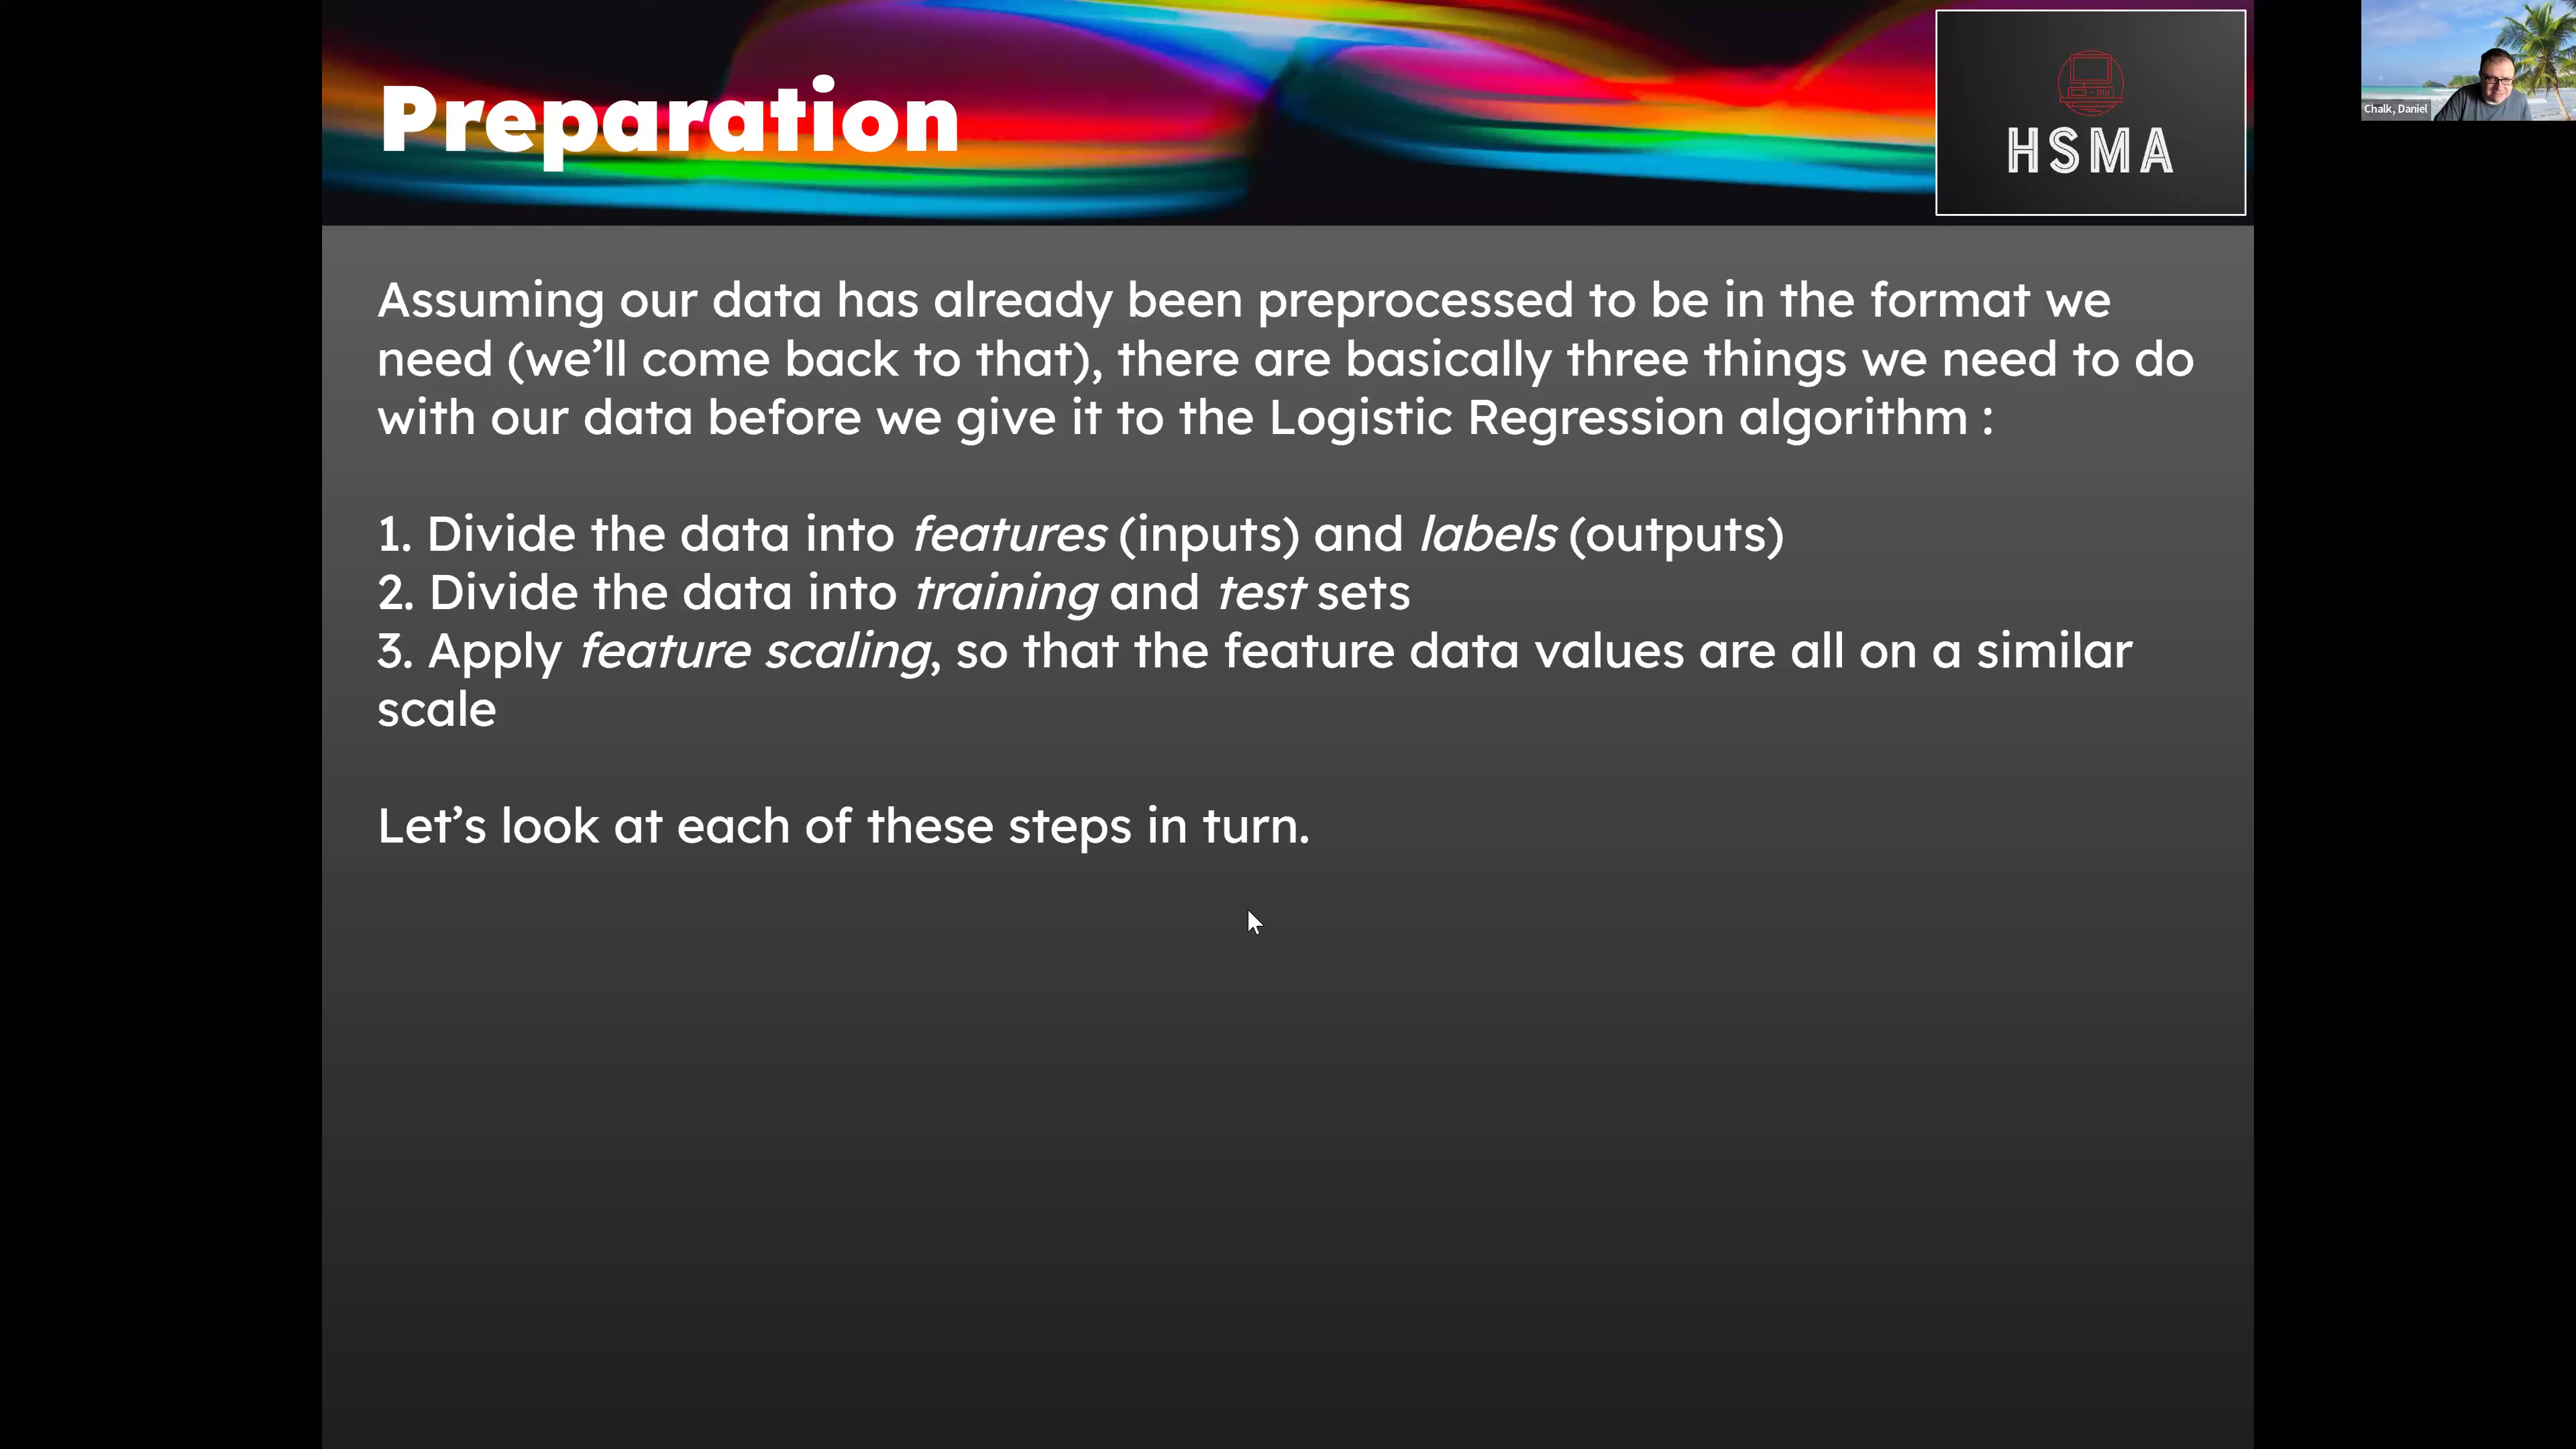 Preparation
HSMA
Chalk, Daniel
Assuming our data has already been preprocessed to be in the format we
need (we’ll come back to that), there are basically three things we need to do
with our data before we give it to the Logistic Regression algorithm :
1. Divide the data into features (inputs) and labels (outputs)
2. Divide the data into training and test sets
3. Apply feature scaling, so that the feature data values are all on a similar
scale
Let’s look at each of these steps in turn.